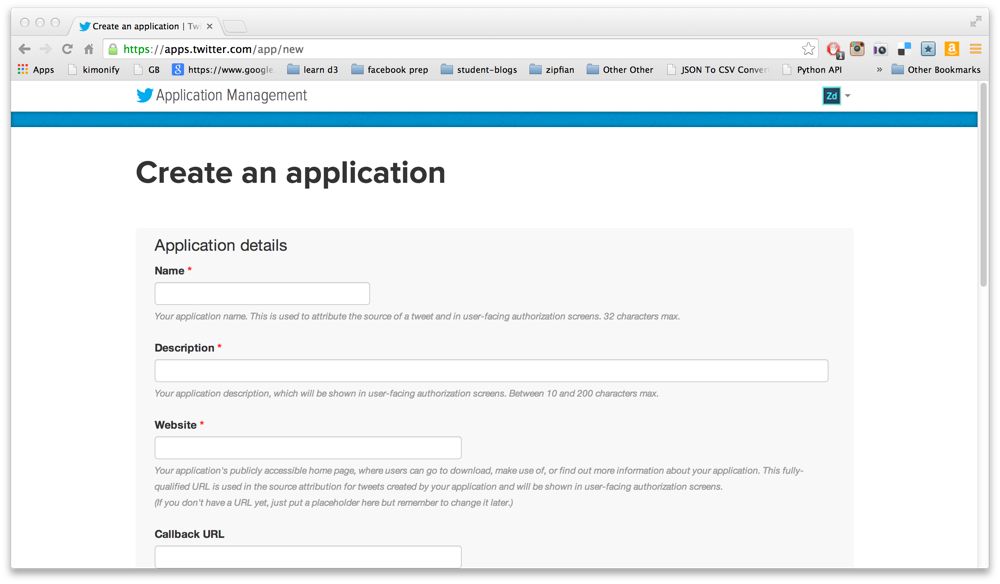 Create an application | Tw
https://apps.twitter.com/app/new
Apps kimonify GB https://www.google. learn d3 facebook prep student-blogs zipfian Other Other JSON To CSV Conver Python API » Other Bookmarks
Application Management Zd
Create an application
Application details
Name *
Your application name. This is used to attribute the source of a tweet and in user-facing authorization screens. 32 characters max.
Description *
Your application description, which will be shown in user-facing authorization screens. Between 10 and 200 characters max.
Website *
Your application's publicly accessible home page, where users can go to download, make use of, or find out more information about your application. This fully-
qualified URL is used in the source attribution for tweets created by your application and will be shown in user-facing authorization screens.
(If you don't have a URL yet, just put a placeholder here but remember to change it later.)
Callback URL